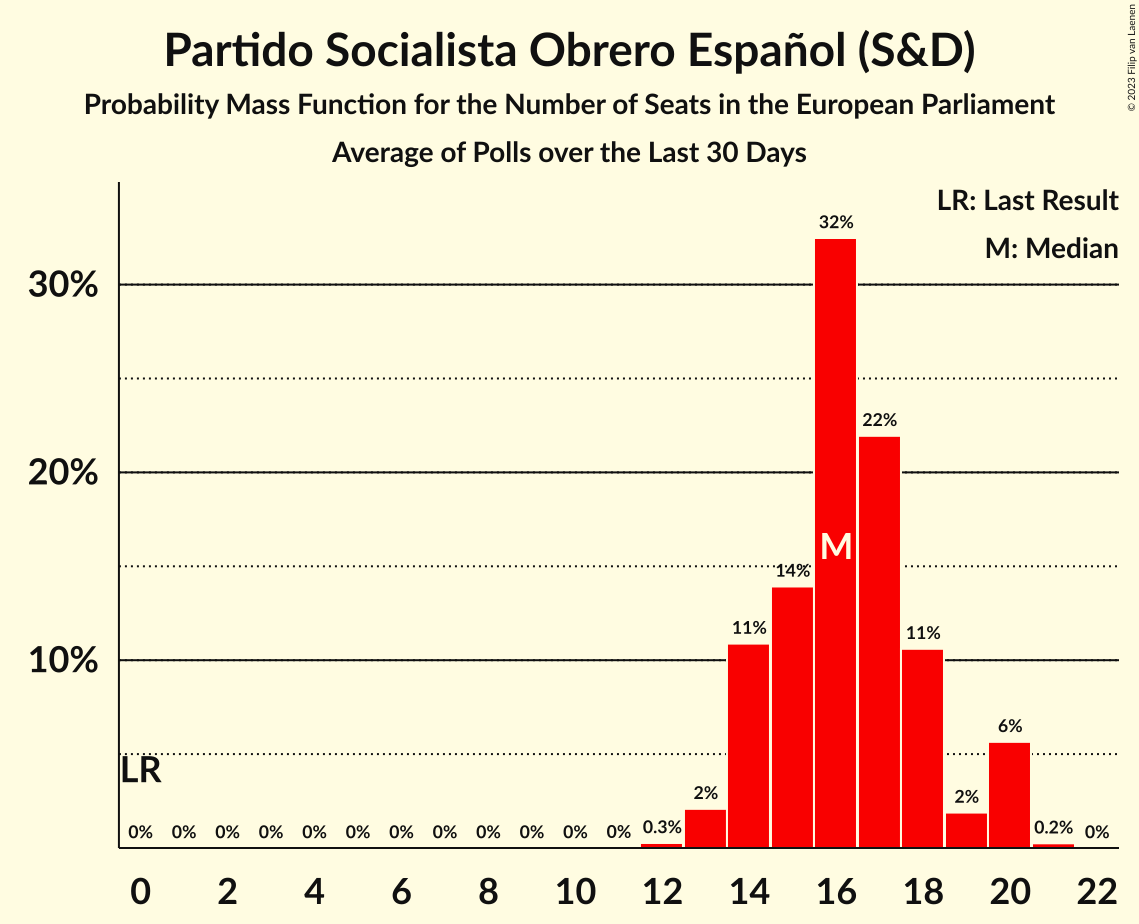 Partido Socialista Obrero Español (S&D)
Probability Mass Function for the Number of Seats in the European Parliament
Average of Polls over the Last 30 Days
© 2023 Filip van Laenen
LR: Last Result
M: Median
30%
20%
10%
32%
22%
M
14%
11%
11%
6%
LR
2%
2%
0% 0% 0% 0% 0% 0% 0% 0% 0% 0% 0% 0% 0.3% 0.2% 0%
0 2 4 6 8 10 12 14 16 18 20 22